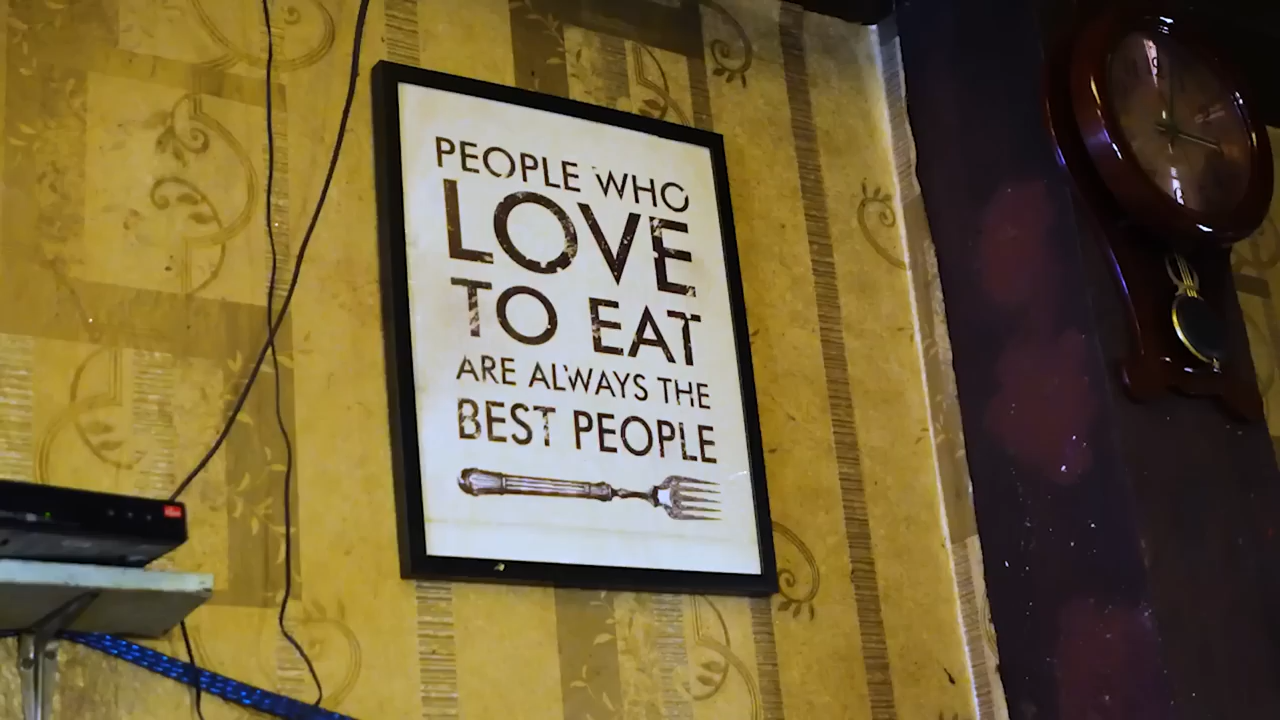 PEOPLE WHO
LOVE
TO EAT
ARE ALWAYS THE
BEST PEOPLE